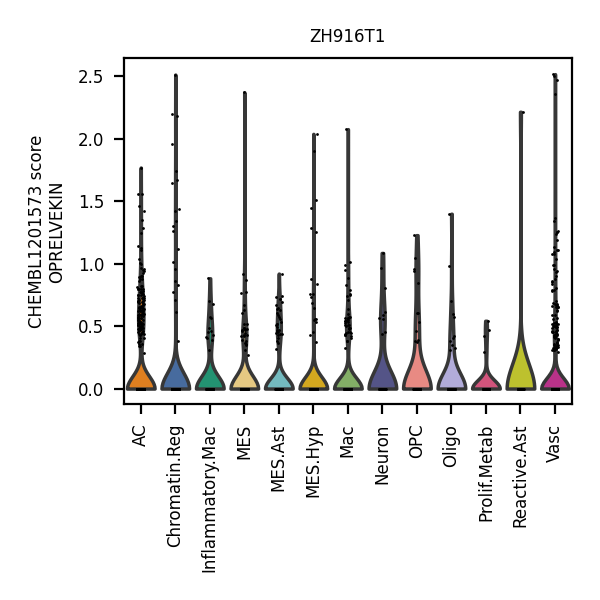 ZH916T1
CHEMBL1201573 score
OPRELVEKIN
2.5
2.0
1.5
1.0
0.5
0.0
AC
Chromatin.Reg
Inflammatory.Mac
MES
MES.Ast
MES.Hyp
Mac
Neuron
OPC
Oligo
Prolif.Metab
Reactive.Ast
Vasc